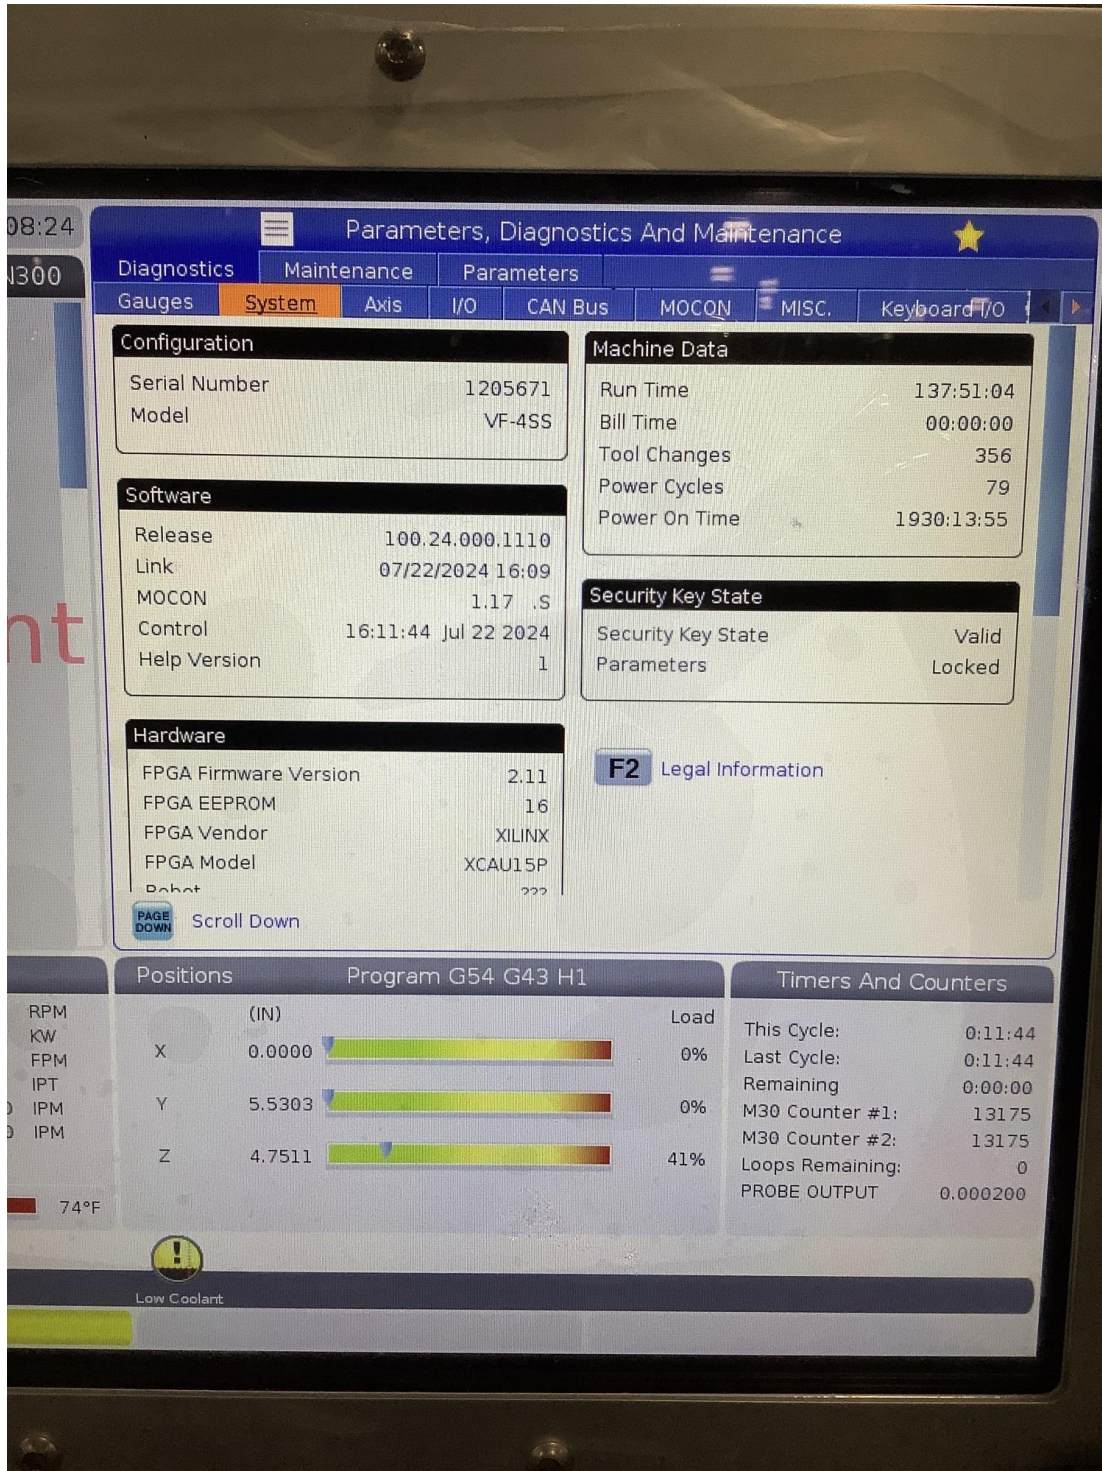 08:24
N300
Parameters, Diagnostics And Maintenance
Diagnostics Maintenance Parameters
Gauges System Axis I/O CAN Bus MOCON MISC. Keyboard I/O
Configuration
Serial Number 1205671
Model VF-4SS
Software
Release 100.24.000.1110
Link 07/22/2024 16:09
MOCON 1.17 .S
Control 16:11:44 Jul 22 2024
Help Version 1
Hardware
FPGA Firmware Version 2.11
FPGA EEPROM 16
FPGA Vendor XILINX
FPGA Model XCAU15P
Robot ???
PAGE DOWN Scroll Down
Machine Data
Run Time 137:51:04
Bill Time 00:00:00
Tool Changes 356
Power Cycles 79
Power On Time 1930:13:55
Security Key State
Security Key State Valid
Parameters Locked
F2 Legal Information
nt
RPM
KW
FPM
IPT
IPM
IPM
74°F
Positions Program G54 G43 H1
(IN) Load
X 0.0000 0%
Y 5.5303 0%
Z 4.7511 41%
Timers And Counters
This Cycle: 0:11:44
Last Cycle: 0:11:44
Remaining 0:00:00
M30 Counter #1: 13175
M30 Counter #2: 13175
Loops Remaining: 0
PROBE OUTPUT 0.000200
Low Coolant